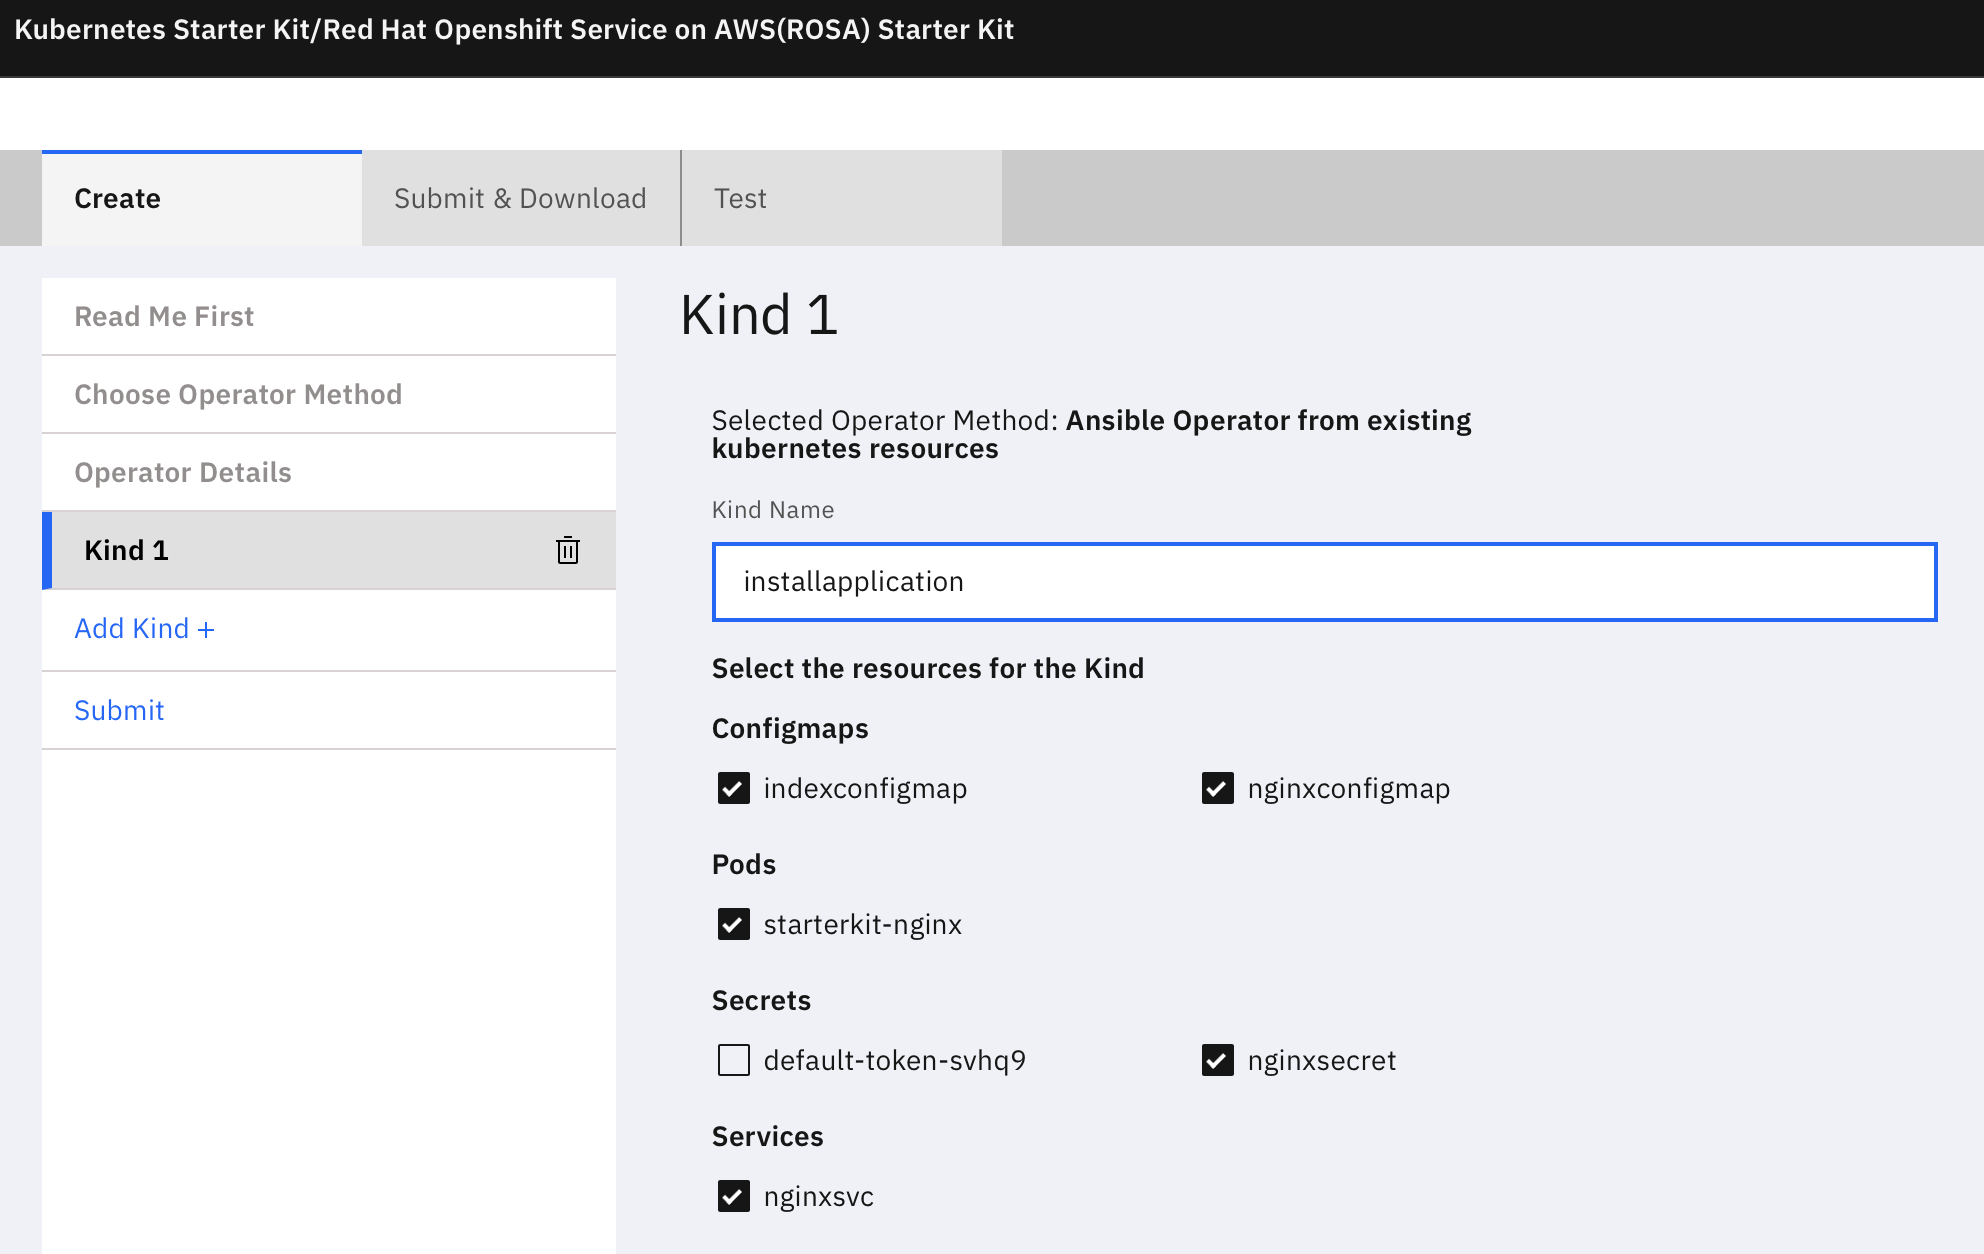 Kubernetes Starter Kit/Red Hat Openshift Service on AWS(ROSA) Starter Kit
Create
Submit & Download
Test
Read Me First
Choose Operator Method
Operator Details
Kind 1
Add Kind +
Submit
Kind 1
Selected Operator Method: Ansible Operator from existing
kubernetes resources
Kind Name
installapplication
Select the resources for the Kind
Configmaps
indexconfigmap
nginxconfigmap
Pods
starterkit-nginx
Secrets
default-token-svhq9
nginxsecret
Services
nginxsvc